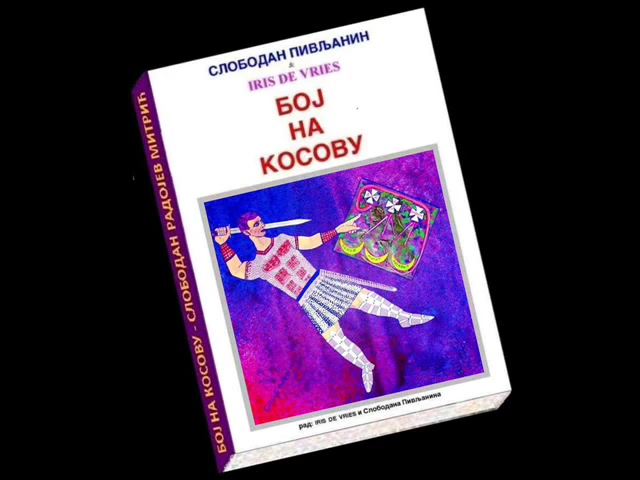 СЛОБОДАН ПИВЉАНИН
&
IRIS DE VRIES
БОЈ
НА
КОСОВУ
рад: IRIS DE VRIES и Слободана Пивљанина
БОЈ НА КОСОВУ - СЛОБОДАН РАДОЈЕВ МИТРИЋ